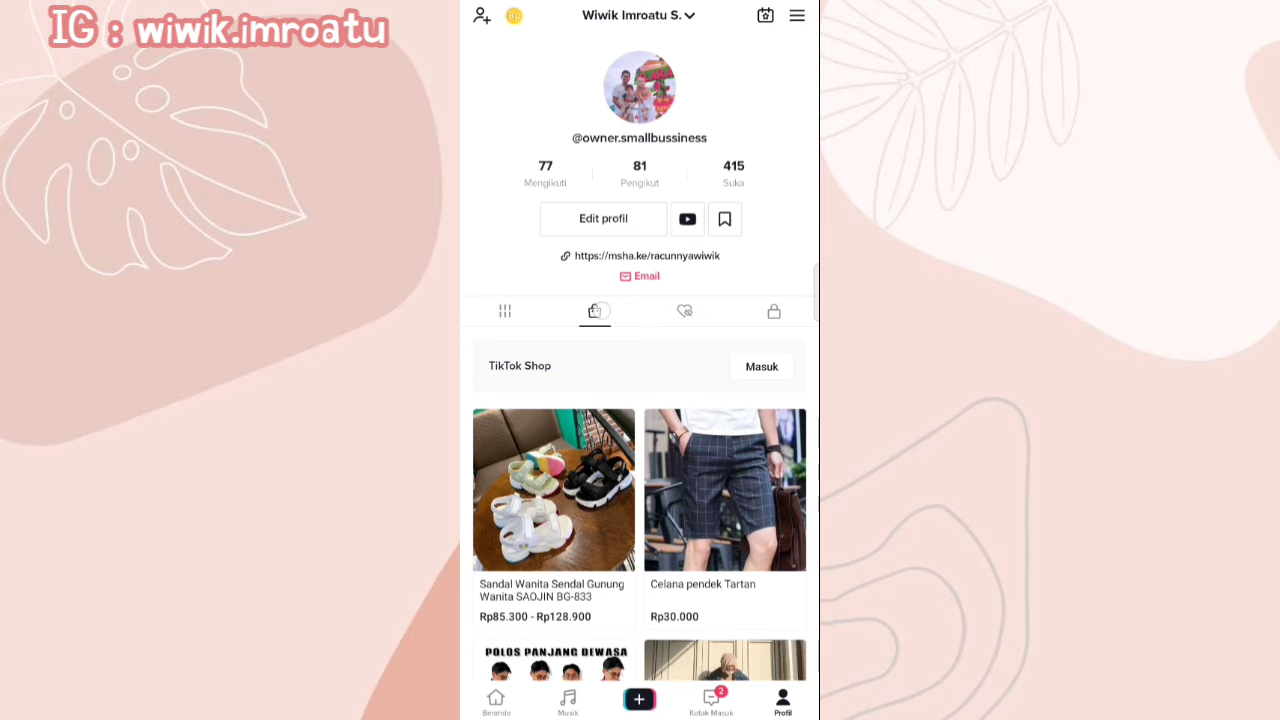 IG : wiwik.imroatu
Wiwik Imroatu S.
Rp
@owner.smallbussiness
77 81 415
Mengikuti Pengikut Suka
Edit profil
https://msha.ke/racunnyawiwik
Email
TikTok Shop Masuk
Sandal Wanita Sendal Gunung
Wanita SAOJIN BG-833
Rp85.300 - Rp128.900
Celana pendek Tartan
Rp30.000
POLOS PANJANG DEWASA
2
Beranda Musik Kotak Masuk Profil